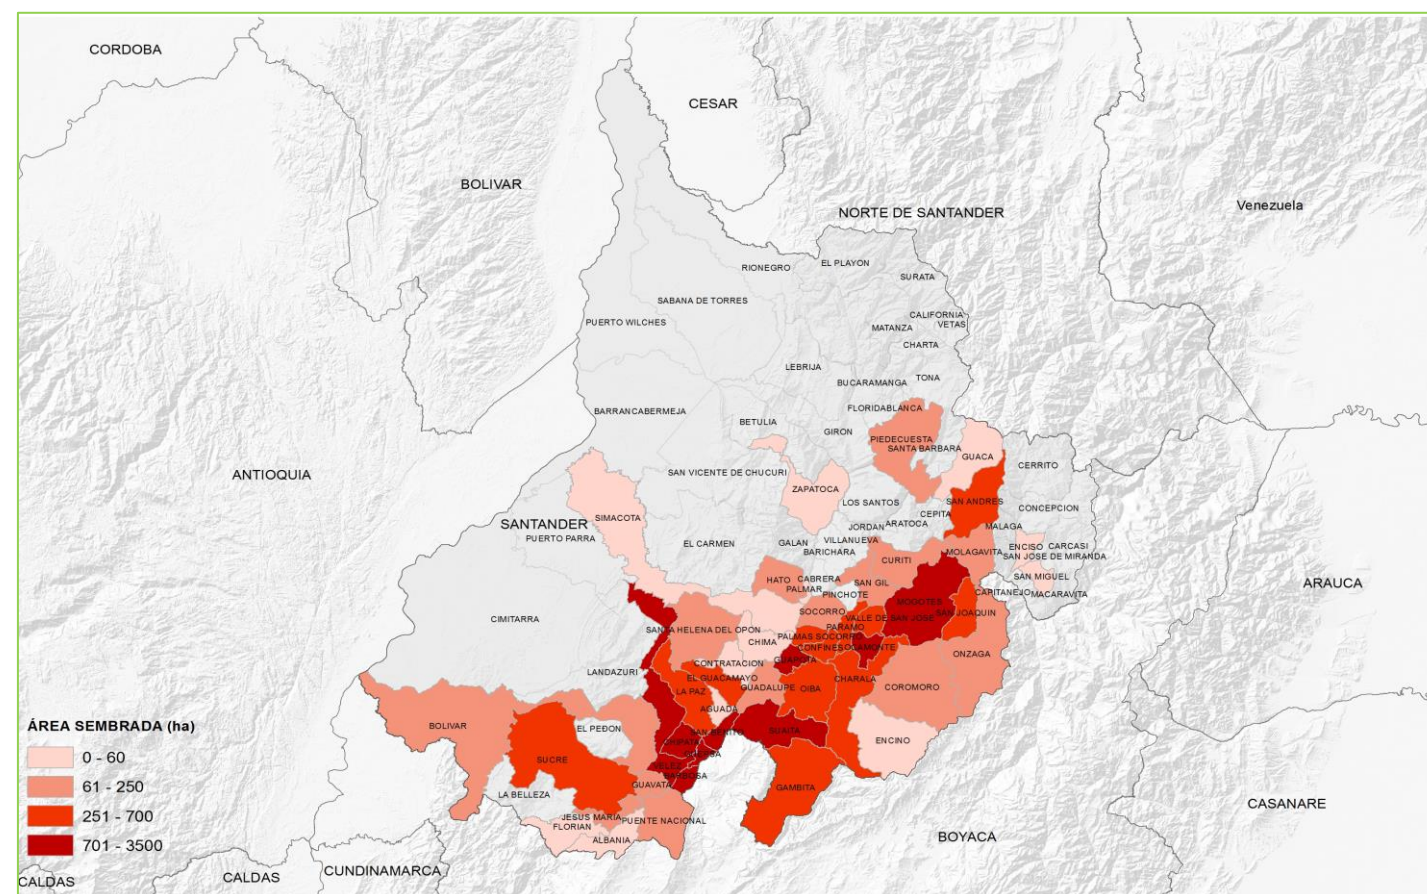 CORDOBA
CESAR
BOLIVAR
Venezuela
NORTE DE SANTANDER
EL PLAYON
RIONEGRO
SURATA
SABANA DE TORRES
CALIFORNIA
PUERTO WILCHES
VETAS
MATANZA
CHARTA
LEBRIJA
TONA
BUCARAMANGA
FLORIDABLANCA
BARRANCABERMEJA
BETULIA
GIRON
PIEDECUESTA
SANTA BARBARA
GUACA
CERRITO
ANTIOQUIA
SAN VICENTE DE CHUCURI
ZAPATOCA
SAN ANDRES
LOS SANTOS
CONCEPCION
CEPITA
SIMACOTA
SANTANDER
JORDAN
ARATOCA
MALAGA
PUERTO PARRA
EL CARMEN
GALAN
VILLANUEVA
BARICHARA
ENCISO
CARCASI
MOLAGAVITA
SAN JOSE DE MIRANDA
CURITI
SAN MIGUEL
HATO
CABRERA
SAN GIL
ARAUCA
PALMAR
PINCHOTE
CAPITANEJO
MACARAVITA
MOGOTES
SOCORRO
SAN JOAQUIN
CIMITARRA
VALLE DE SAN JOSE
SANTA HELENA DEL OPON
PARAMO
PALMAS SOCORRO
CHIMA
CONFINES
OCAMONTE
ONZAGA
CONTRATACION
GUAPOTA
LANDAZURI
EL GUACAMAYO
CHARALA
LA PAZ
GUADALUPE
OIBA
COROMORO
AGUADA
ÁREA SEMBRADA (ha)
BOLIVAR
EL PEÐON
SAN BENITO
SUAITA
ENCINO
CHIPATA
0 - 60
SUCRE
VELEZ
BARBOSA
61 - 250
GUAVATA
GAMBITA
LA BELLEZA
CASANARE
251 - 700
JESUS MARIA
PUENTE NACIONAL
FLORIAN
BOYACA
ALBANIA
701 - 3500
CUNDINAMARCA
CALDAS
CALDAS